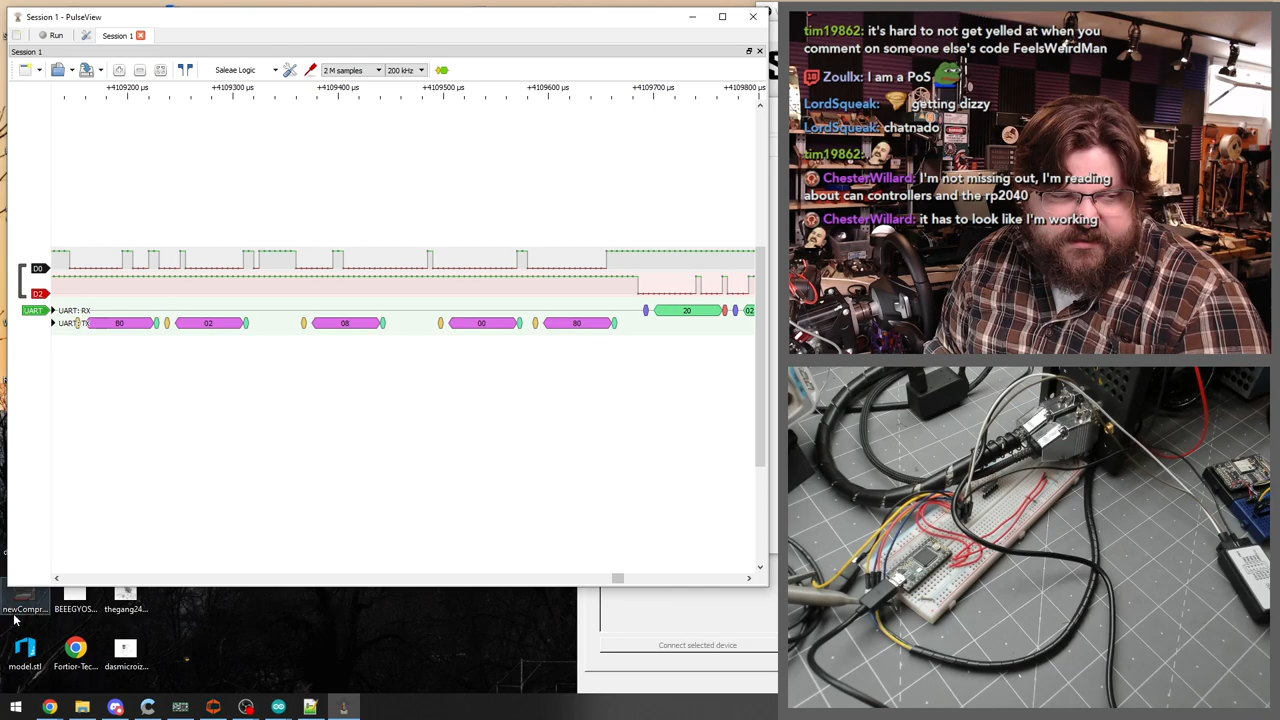 Session 1 - PulseView
Run
Session 1
Session 1
Saleae Logic
2 M samples
200 kHz
+4109200 µs
+4109300 µs
+4109400 µs
+4109500 µs
+4109600 µs
+4109700 µs
+4109800 µs
D0
D2
UART
UART: RX
20
02
B0
02
08
00
80
newCompr...
BEEEGYOS...
thegang24...
model.stl
Fortior-Tec...
dasmicroiz...
Connect selected device
tim19862: it's hard to not get yelled at when you
comment on someone else's code FeelsWeirdMan
Zoullx: I am a PoS
LordSqueak: getting dizzy
LordSqueak: chatnado
tim19862:
ChesterWillard: I'm not missing out, I'm reading
about can controllers and the rp2040
ChesterWillard: it has to look like I'm working